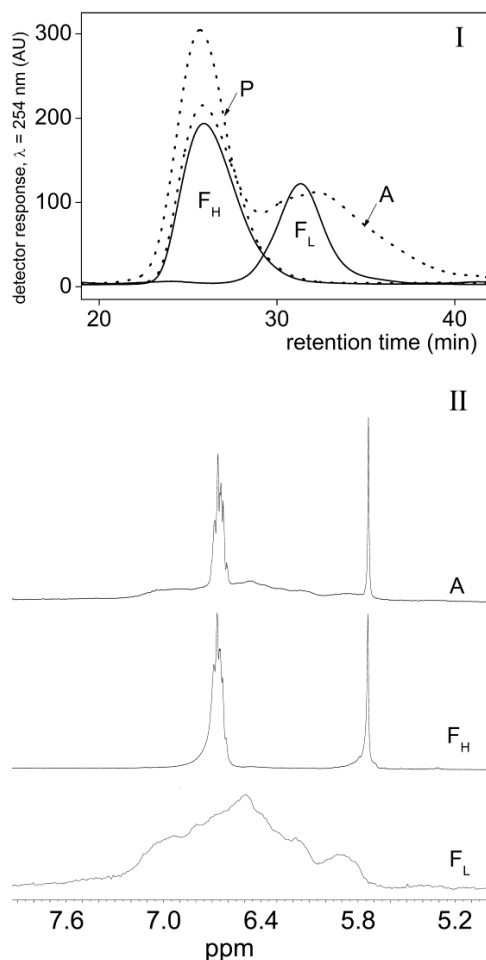 I
detector response, λ = 254 nm (AU)
300
200
100
0
P
A
F_H
F_L
20 30 40
retention time (min)
II
A
F_H
F_L
7.6 7.0 6.4 5.8 5.2
ppm